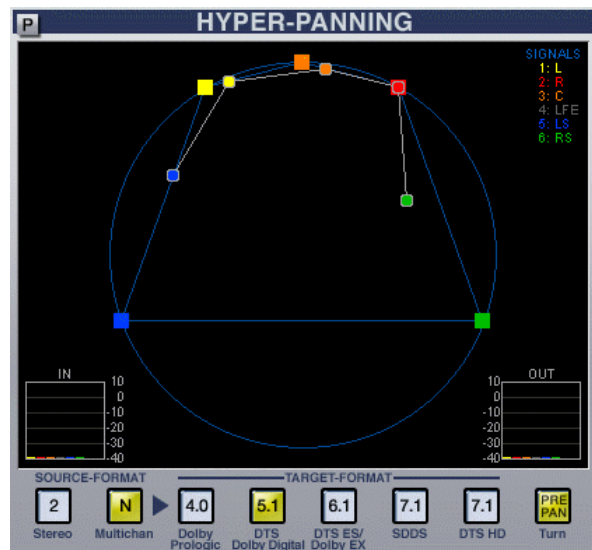 P
HYPER-PANNING
SIGNALS
1: L
2: R
3: C
4: LFE
5: LS
6: RS
IN
10
0
-10
-20
-30
-40
OUT
10
0
-10
-20
-30
-40
SOURCE-FORMAT
TARGET-FORMAT
2
N
4.0
5.1
6.1
7.1
7.1
PRE
PAN
Stereo
Multichan
Dolby
Prologic
DTS
Dolby Digital
DTS ES/
Dolby EX
SDDS
DTS HD
Turn